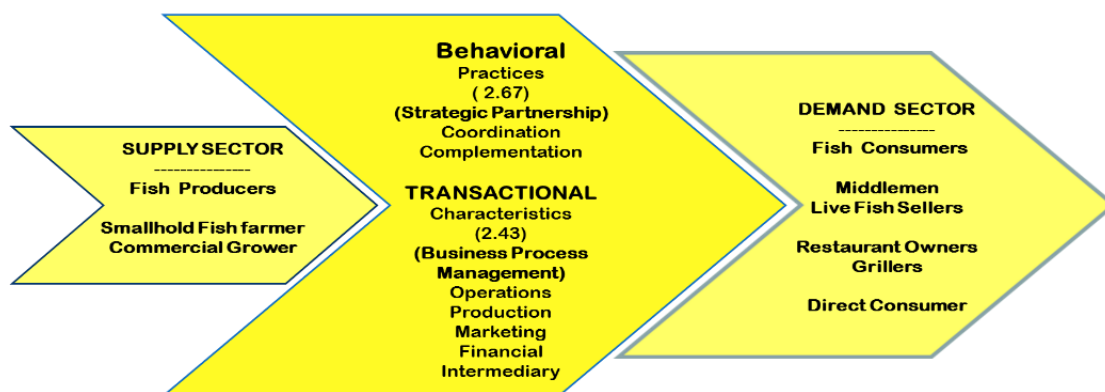 SUPPLY SECTOR
---------------
Fish Producers
Smallhold Fish farmer
Commercial Grower
Behavioral
Practices
( 2.67)
(Strategic Partnership)
Coordination
Complementation
TRANSACTIONAL
Characteristics
(2.43)
(Business Process
Management)
Operations
Production
Marketing
Financial
Intermediary
DEMAND SECTOR
---------------
Fish Consumers
Middlemen
Live Fish Sellers
Restaurant Owners
Grillers
Direct Consumer